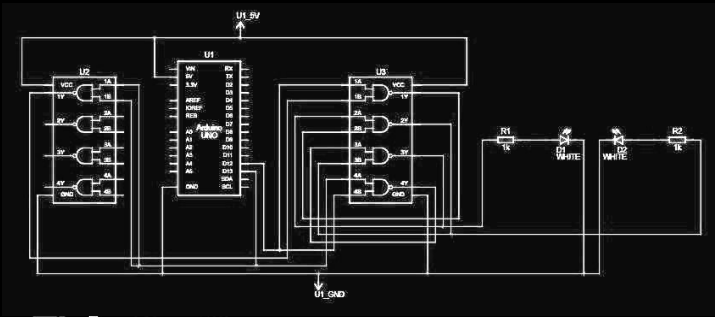 U1_5V
U2
U1
U3
VCC
1A
1Y
1B
2A
2Y
2B
3A
3Y
3B
4A
4Y
GND
4B
VIN
RX
5V
TX
3.3V
D2
D3
AREF
D4
IOREF
D5
RES
D6
D7
Arduino
UNO
A0
D8
A1
D9
A2
D10
A3
D11
A4
D12
A5
D13
SDA
GND
SCL
1A
VCC
1Y
1B
2A
2Y
2B
3A
3Y
3B
4A
4Y
4B
GND
R1
1k
D1
WHITE
D2
WHITE
R2
1k
U1_GND